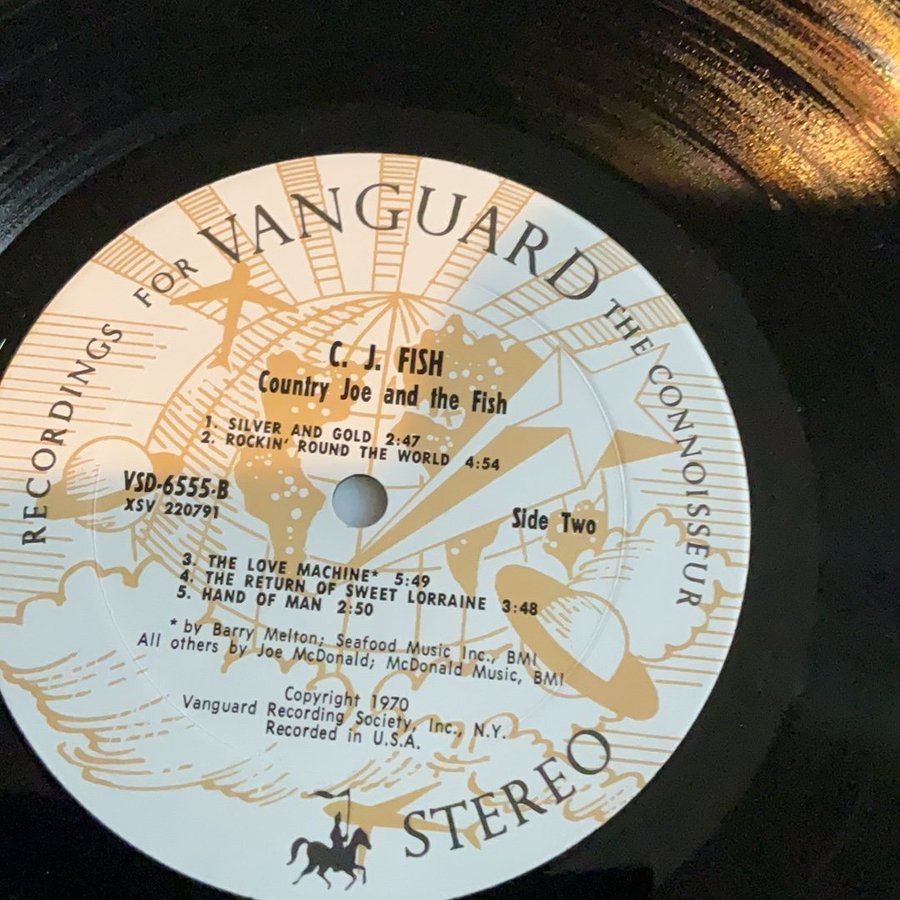 RECORDINGS FOR VANGUARD THE CONNOISSEUR
C. J. FISH
Country Joe and the Fish
1. SILVER AND GOLD 2:47
2. ROCKIN' ROUND THE WORLD 4:54
VSD-6555-B
XSV 220791
Side Two
3. THE LOVE MACHINE* 5:49
4. THE RETURN OF SWEET LORRAINE 3:48
5. HAND OF MAN 2:50
* by Barry Melton; Seafood Music Inc., BMI
All others by Joe McDonald; McDonald Music, BMI
Copyright 1970
Vanguard Recording Society, Inc., N.Y.
Recorded in U.S.A.
STEREO